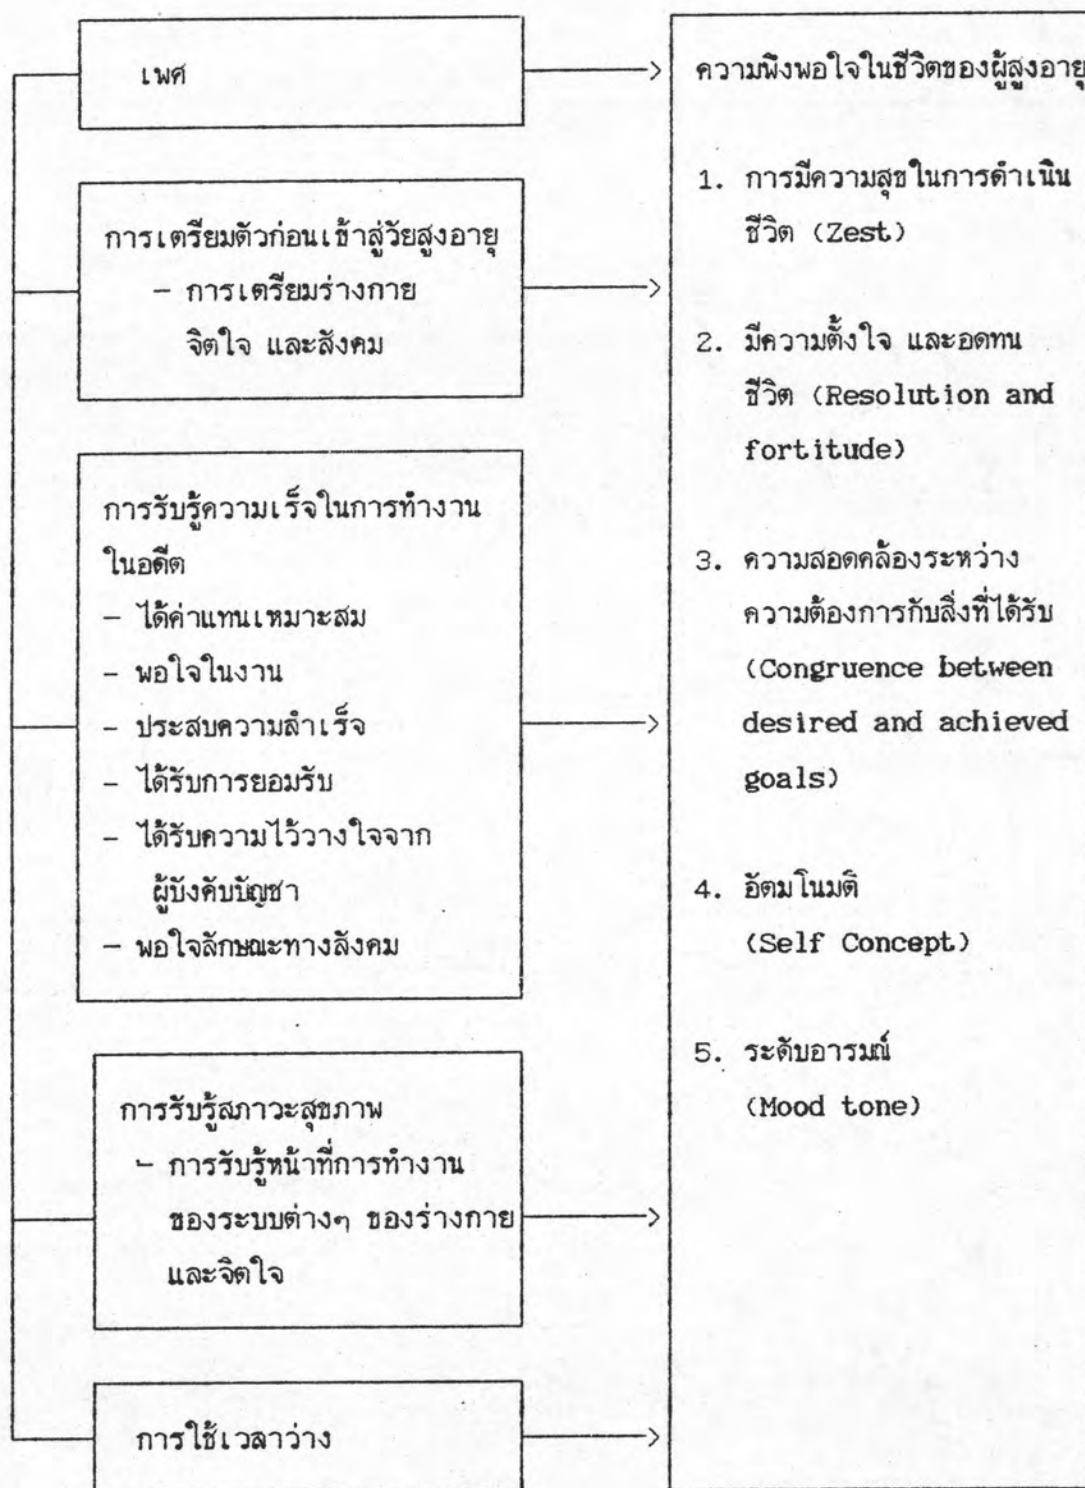 เพศ
การเตรียมตัวก่อนเข้าสู่วัยสูงอายุ
- การเตรียมร่างกาย
จิตใจ และสังคม
การรับรู้ความเร็จในการทำงาน
ในอดีต
- ได้ค่าแทนเหมาะสม
- พอใจในงาน
- ประสบความสำเร็จ
- ได้รับการยอมรับ
- ได้รับความไว้วางใจจาก
ผู้บังคับบัญชา
- พอใจลักษณะทางสังคม
การรับรู้สภาวะสุขภาพ
- การรับรู้หน้าที่การทำงาน
ของระบบต่างๆ ของร่างกาย
และจิตใจ
การใช้เวลาว่าง
ความพึงพอใจในชีวิตของผู้สูงอายุ
1. การมีความสุขในการดำเนิน
ชีวิต (Zest)
2. มีความตั้งใจ และอดทน
ชีวิต (Resolution and
fortitude)
3. ความสอดคล้องระหว่าง
ความต้องการกับสิ่งที่ได้รับ
(Congruence between
desired and achieved
goals)
4. อัตมโนมติ
(Self Concept)
5. ระดับอารมณ์
(Mood tone)